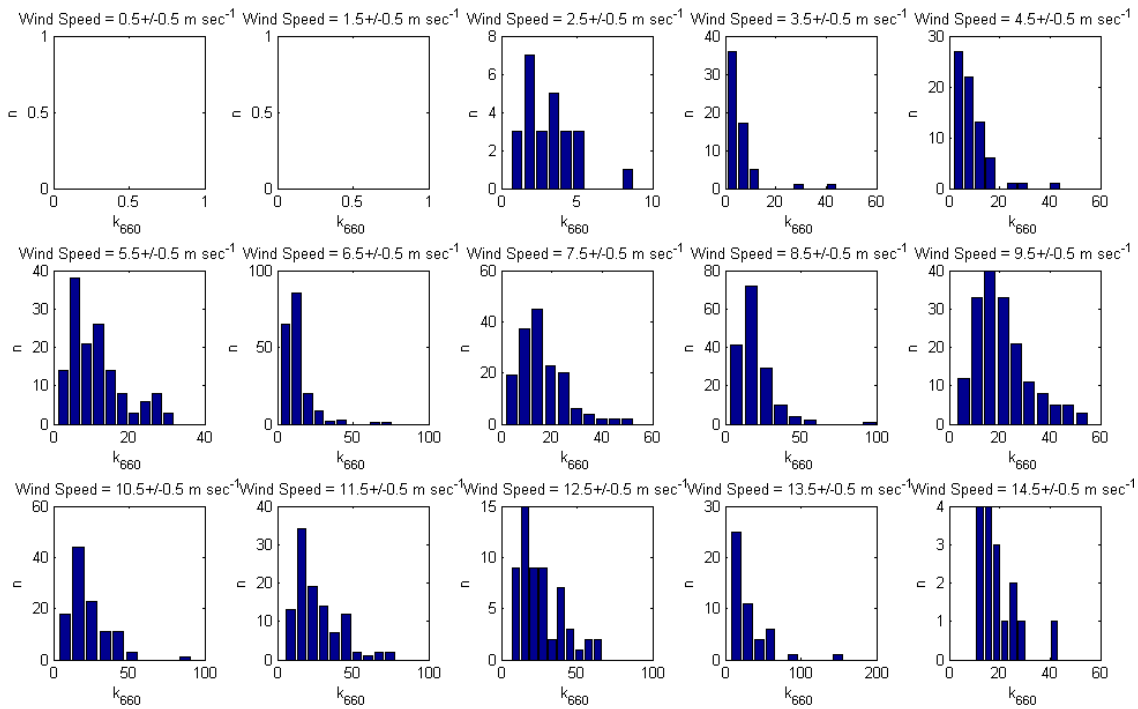 Wind Speed = 0.5+/-0.5 m sec-1
1
0.5
0
n
0 0.5 1
k660
Wind Speed = 1.5+/-0.5 m sec-1
1
0.5
0
n
0 0.5 1
k660
Wind Speed = 2.5+/-0.5 m sec-1
8
6
4
2
0
n
0 5 10
k660
Wind Speed = 3.5+/-0.5 m sec-1
40
30
20
10
0
n
0 20 40 60
k660
Wind Speed = 4.5+/-0.5 m sec-1
30
20
10
0
n
0 20 40 60
k660
Wind Speed = 5.5+/-0.5 m sec-1
40
30
20
10
0
n
0 20 40
k660
Wind Speed = 6.5+/-0.5 m sec-1
100
50
0
n
0 50 100
k660
Wind Speed = 7.5+/-0.5 m sec-1
60
40
20
0
n
0 20 40 60
k660
Wind Speed = 8.5+/-0.5 m sec-1
80
60
40
20
0
n
0 50 100
k660
Wind Speed = 9.5+/-0.5 m sec-1
40
30
20
10
0
n
0 20 40 60
k660
Wind Speed = 10.5+/-0.5 m sec-1
60
40
20
0
n
0 50 100
k660
Wind Speed = 11.5+/-0.5 m sec-1
40
30
20
10
0
n
0 50 100
k660
Wind Speed = 12.5+/-0.5 m sec-1
15
10
5
0
n
0 50 100
k660
Wind Speed = 13.5+/-0.5 m sec-1
30
20
10
0
n
0 100 200
k660
Wind Speed = 14.5+/-0.5 m sec-1
4
3
2
1
0
n
0 20 40 60
k660